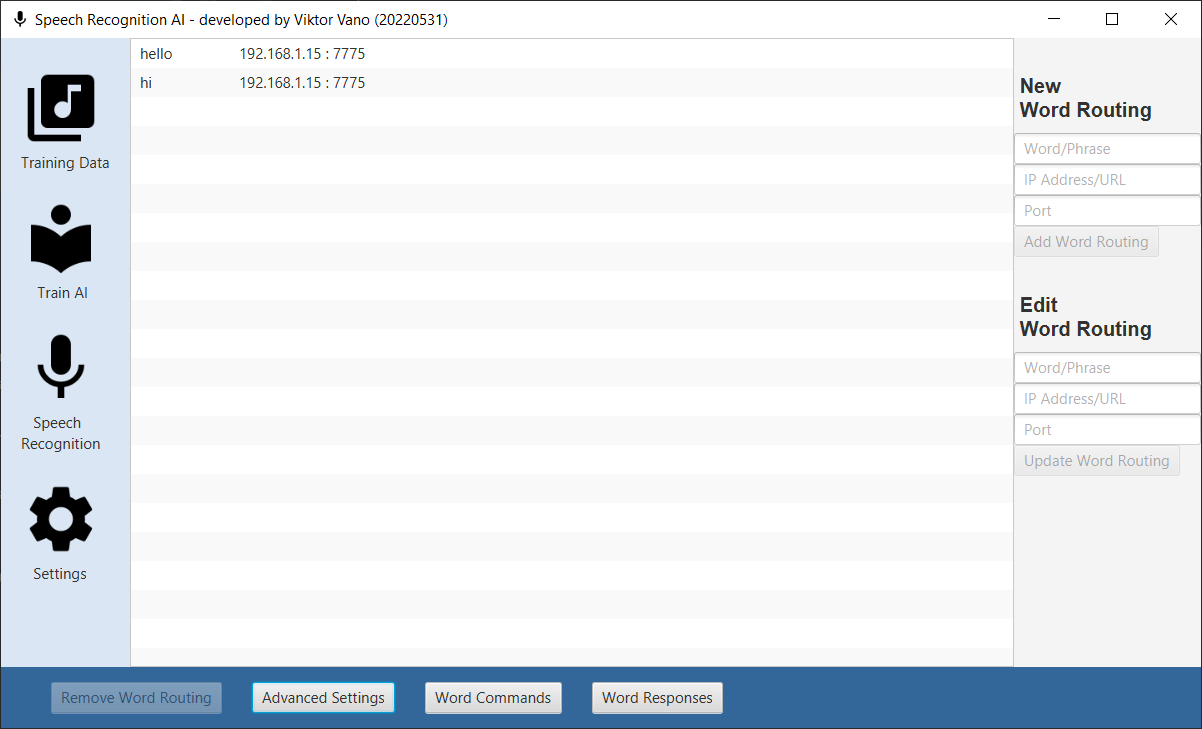 Speech Recognition AI - developed by Viktor Vano (20220531)
Training Data
Train AI
Speech
Recognition
Settings
hello 192.168.1.15 : 7775
hi 192.168.1.15 : 7775
New
Word Routing
Word/Phrase
IP Address/URL
Port
Add Word Routing
Edit
Word Routing
Word/Phrase
IP Address/URL
Port
Update Word Routing
Remove Word Routing
Advanced Settings
Word Commands
Word Responses